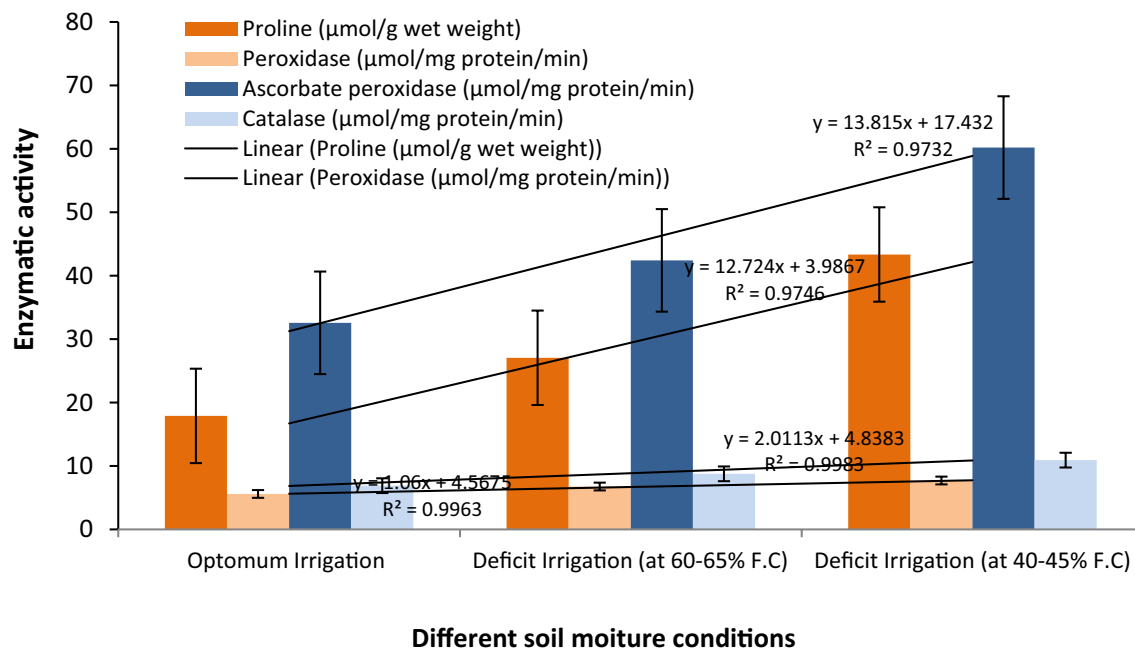 80
70
60
50
40
30
20
10
0
Enzymatic activity
Proline (µmol/g wet weight)
Peroxidase (µmol/mg protein/min)
Ascorbate peroxidase (µmol/mg protein/min)
Catalase (µmol/mg protein/min)
Linear (Proline (µmol/g wet weight))
Linear (Peroxidase (µmol/mg protein/min))
y = 13.815x + 17.432
R² = 0.9732
y = 12.724x + 3.9867
R² = 0.9746
y = 2.0113x + 4.8383
R² = 0.9983
y = 1.06x + 4.5675
R² = 0.9963
Optomum Irrigation
Deficit Irrigation (at 60-65% F.C)
Deficit Irrigation (at 40-45% F.C)
Different soil moiture conditions